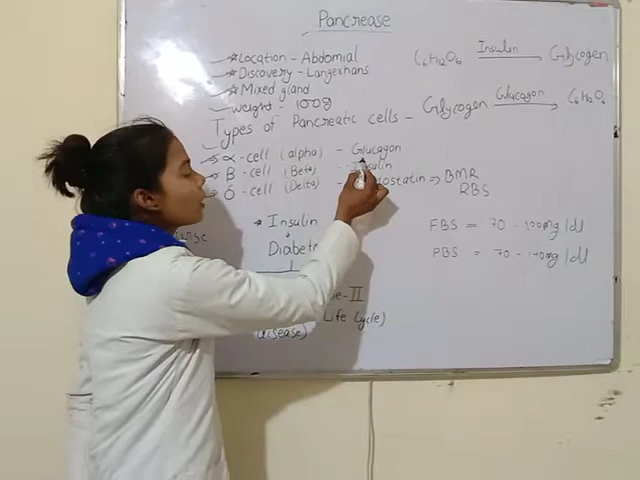 Pancrease
* Location - Abdomial
* Discovery - Langerhans
* Mixed gland
weight - 100g
C6H12O6 Insulin Glycogen
Glycogen Glucagon C6H12O6
Types of Pancreatic cells -
α - cell (alpha) - Glucagon
β - cell (Beta) - Insulin
δ - cell (Delta) → BMR
RBS
* Insulin
FBS = 70 - 100mg/dl
PBS = 70 - 140mg/dl
II
Life Cycle)
disease)